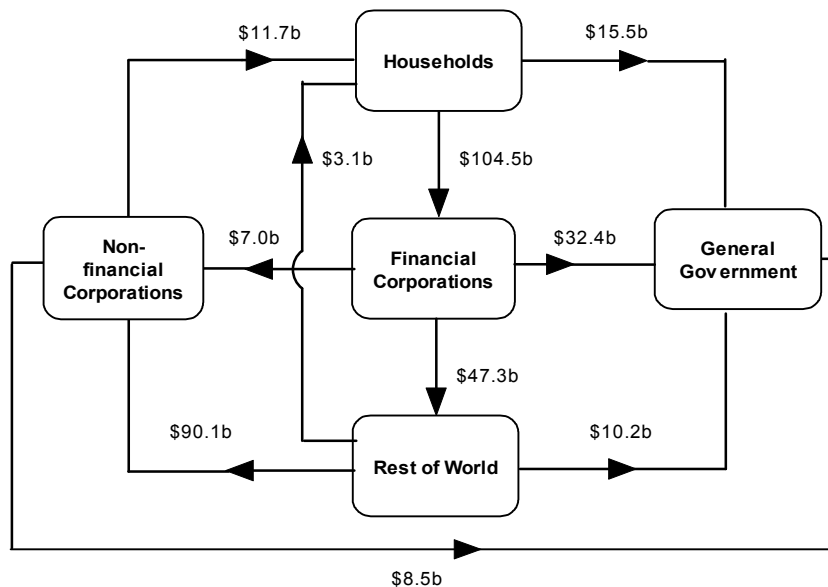 $11.7b
Households
$15.5b
$3.1b
$104.5b
Non-
financial
Corporations
$7.0b
Financial
Corporations
$32.4b
General
Government
$47.3b
$90.1b
Rest of World
$10.2b
$8.5b